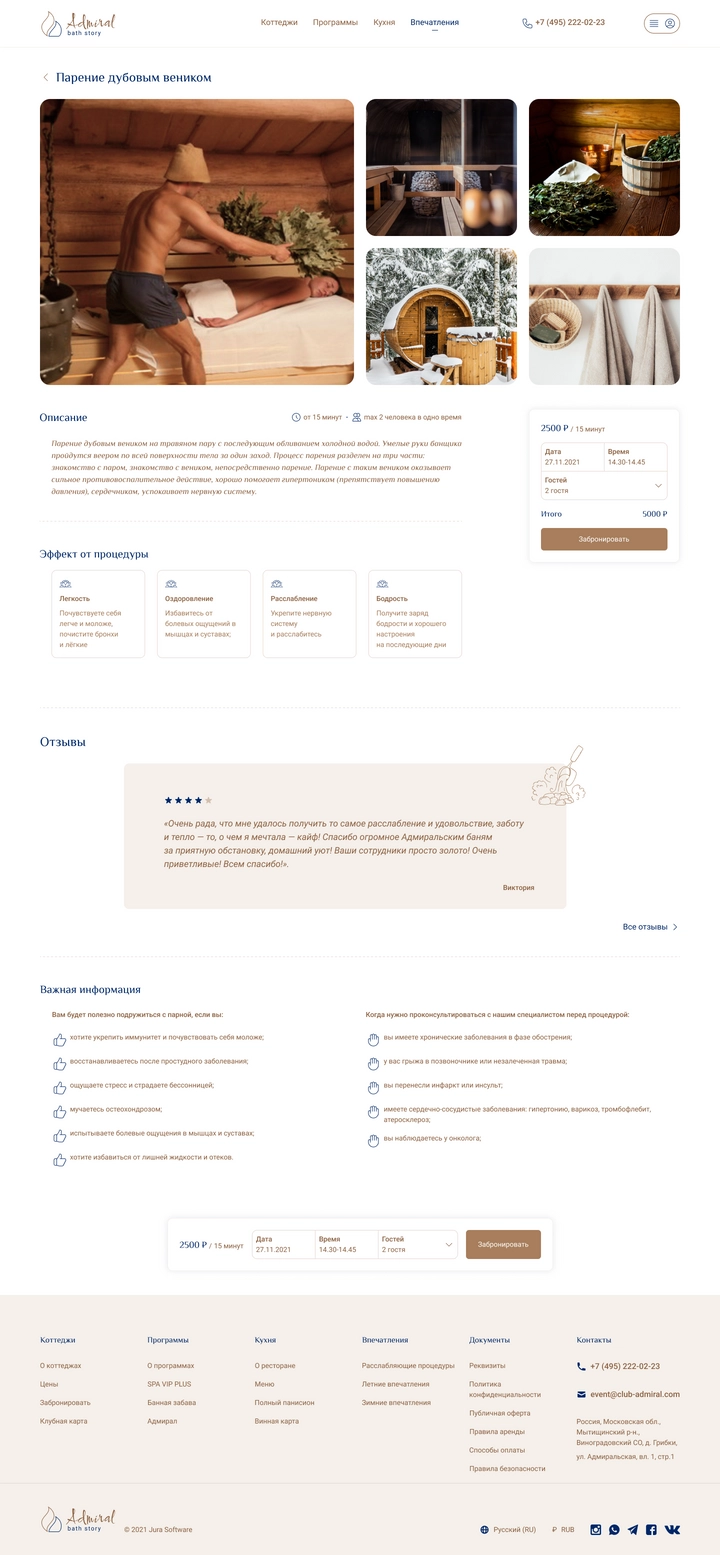 Admiral
bath story
Коттеджи
Программы
Кухня
Впечатления
+7 (495) 222-02-23
Парение дубовым веником
Описание
от 15 минут • max 2 человека в одно время
Парение дубовым веником на травяном пару с последующим обливанием холодной водой. Умелые руки банщика
пройдутся веером по всей поверхности тела за один заход. Процесс парения разделен на три части:
знакомство с паром, знакомство с веником, непосредственно парение. Парение с таким веником оказывает
сильное противовоспалительное действие, хорошо помогает гипертоникам (препятствует повышению
давления), сердечникам, успокаивает нервную систему.
2500 ₽ / 15 минут
Дата
27.11.2021
Время
14.30-14.45
Гостей
2 гостя
Итого
5000 ₽
Забронировать
Эффект от процедуры
Легкость
Почувствуете себя
легче и моложе,
почистите бронхи
и лёгкие
Оздоровление
Избавитесь от
болевых ощущений в
мышцах и суставах;
Расслабление
Укрепите нервную
систему
и расслабитесь
Бодрость
Получите заряд
бодрости и хорошего
настроения
на последующие дни
Отзывы
«Очень рада, что мне удалось получить то самое расслабление и удовольствие, заботу
и тепло — то, о чем я мечтала — кайф! Спасибо огромное Адмиральским баням
за приятную обстановку, домашний уют! Ваши сотрудники просто золото! Очень
приветливые! Всем спасибо!».
Виктория
Все отзывы
Важная информация
Вам будет полезно подружиться с парной, если вы:
хотите укрепить иммунитет и почувствовать себя моложе;
восстанавливаетесь после простудного заболевания;
ощущаете стресс и страдаете бессонницей;
мучаетесь остеохондрозом;
испытываете болевые ощущения в мышцах и суставах;
хотите избавиться от лишней жидкости и отеков.
Когда нужно проконсультироваться с нашим специалистом перед процедурой:
вы имеете хронические заболевания в фазе обострения;
у вас грыжа в позвоночнике или незалеченная травма;
вы перенесли инфаркт или инсульт;
имеете сердечно-сосудистые заболевания: гипертонию, варикоз, тромбофлебит,
атеросклероз;
вы наблюдаетесь у онколога;
2500 ₽ / 15 минут
Дата
27.11.2021
Время
14.30-14.45
Гостей
2 гостя
Забронировать
Коттеджи
О коттеджах
Цены
Забронировать
Клубная карта
Программы
О программах
SPA VIP PLUS
Банная забава
Адмирал
Кухня
О ресторане
Меню
Полный панисион
Винная карта
Впечатления
Расслабляющие процедуры
Летние впечатления
Зимние впечатления
Документы
Реквизиты
Политика
конфиденциальности
Публичная оферта
Правила аренды
Способы оплаты
Правила безопасности
Контакты
+7 (495) 222-02-23
event@club-admiral.com
Россия, Московская обл.,
Мытищинский р-н.,
Виноградовский СО, д. Грибки,
ул. Адмиральская, вл. 1, стр.1
Admiral
bath story
© 2021 Jura Software
Русский (RU)
₽ RUB